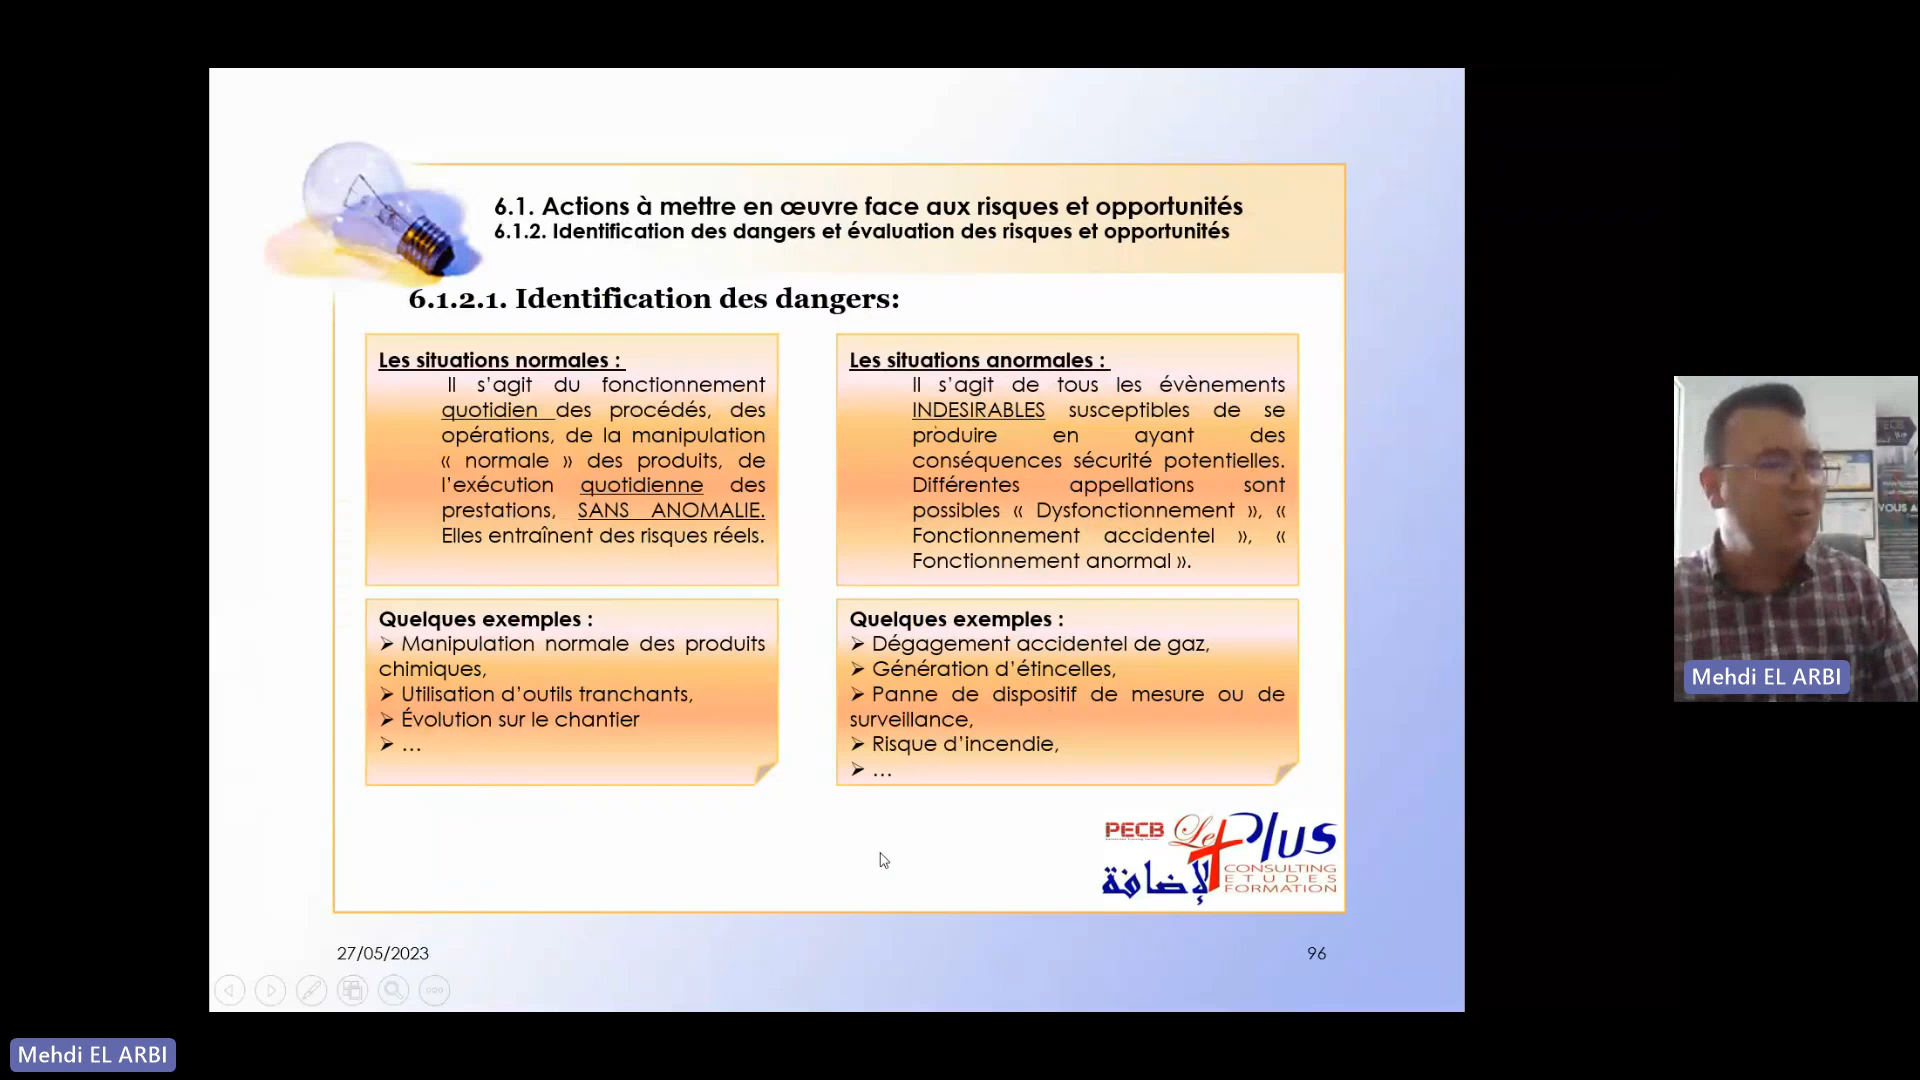 6.1. Actions à mettre en œuvre face aux risques et opportunités
6.1.2. Identification des dangers et évaluation des risques et opportunités
6.1.2.1. Identification des dangers:
Les situations normales :
Il s’agit du fonctionnement
quotidien des procédés, des
opérations, de la manipulation
« normale » des produits, de
l’exécution quotidienne des
prestations, SANS ANOMALIE.
Elles entraînent des risques réels.
Les situations anormales :
Il s’agit de tous les évènements
INDESIRABLES susceptibles de se
produire en ayant des
conséquences sécurité potentielles.
Différentes appellations sont
possibles « Dysfonctionnement », «
Fonctionnement accidentel », «
Fonctionnement anormal ».
Quelques exemples :
➢ Manipulation normale des produits
chimiques,
➢ Utilisation d’outils tranchants,
➢ Évolution sur le chantier
➢ …
Quelques exemples :
➢ Dégagement accidentel de gaz,
➢ Génération d’étincelles,
➢ Panne de dispositif de mesure ou de
surveillance,
➢ Risque d’incendie,
➢ …
PECB Le Plus
الإضافة
CONSULTING
ETUDES
FORMATION
27/05/2023
96
PECB
VOUS A
Mehdi EL ARBI
Mehdi EL ARBI